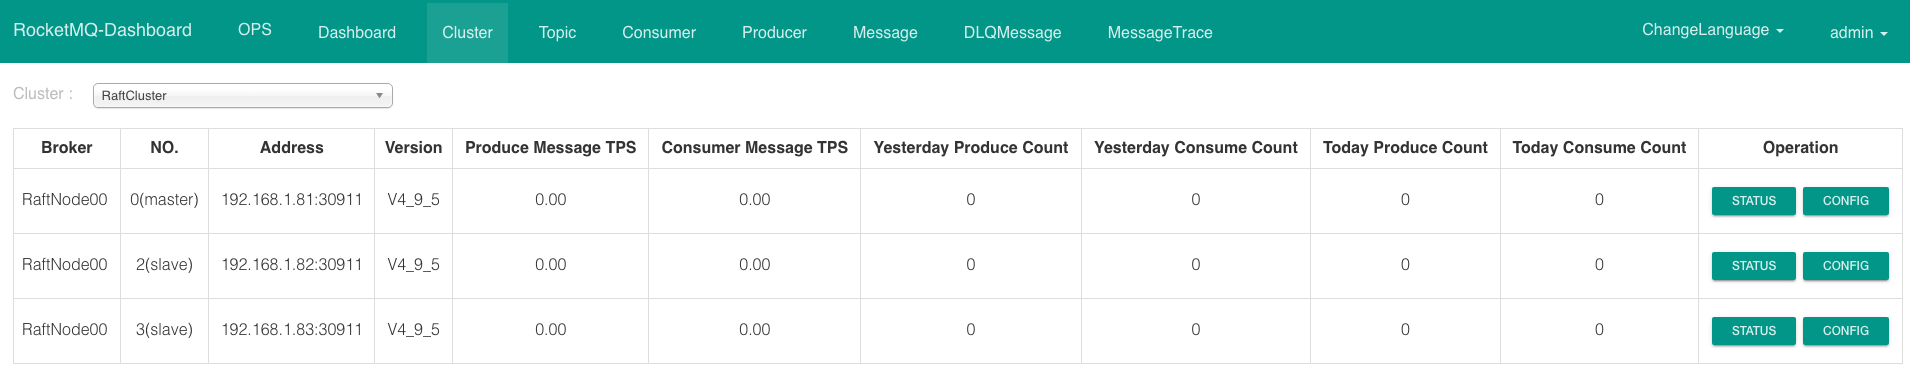 RocketMQ-Dashboard OPS Dashboard Cluster Topic Consumer Producer Message DLQMessage MessageTrace ChangeLanguage admin
Cluster : RaftCluster
Broker NO. Address Version Produce Message TPS Consumer Message TPS Yesterday Produce Count Yesterday Consume Count Today Produce Count Today Consume Count Operation
RaftNode00 0(master) 192.168.1.81:30911 V4_9_5 0.00 0.00 0 0 0 0 STATUS CONFIG
RaftNode00 2(slave) 192.168.1.82:30911 V4_9_5 0.00 0.00 0 0 0 0 STATUS CONFIG
RaftNode00 3(slave) 192.168.1.83:30911 V4_9_5 0.00 0.00 0 0 0 0 STATUS CONFIG